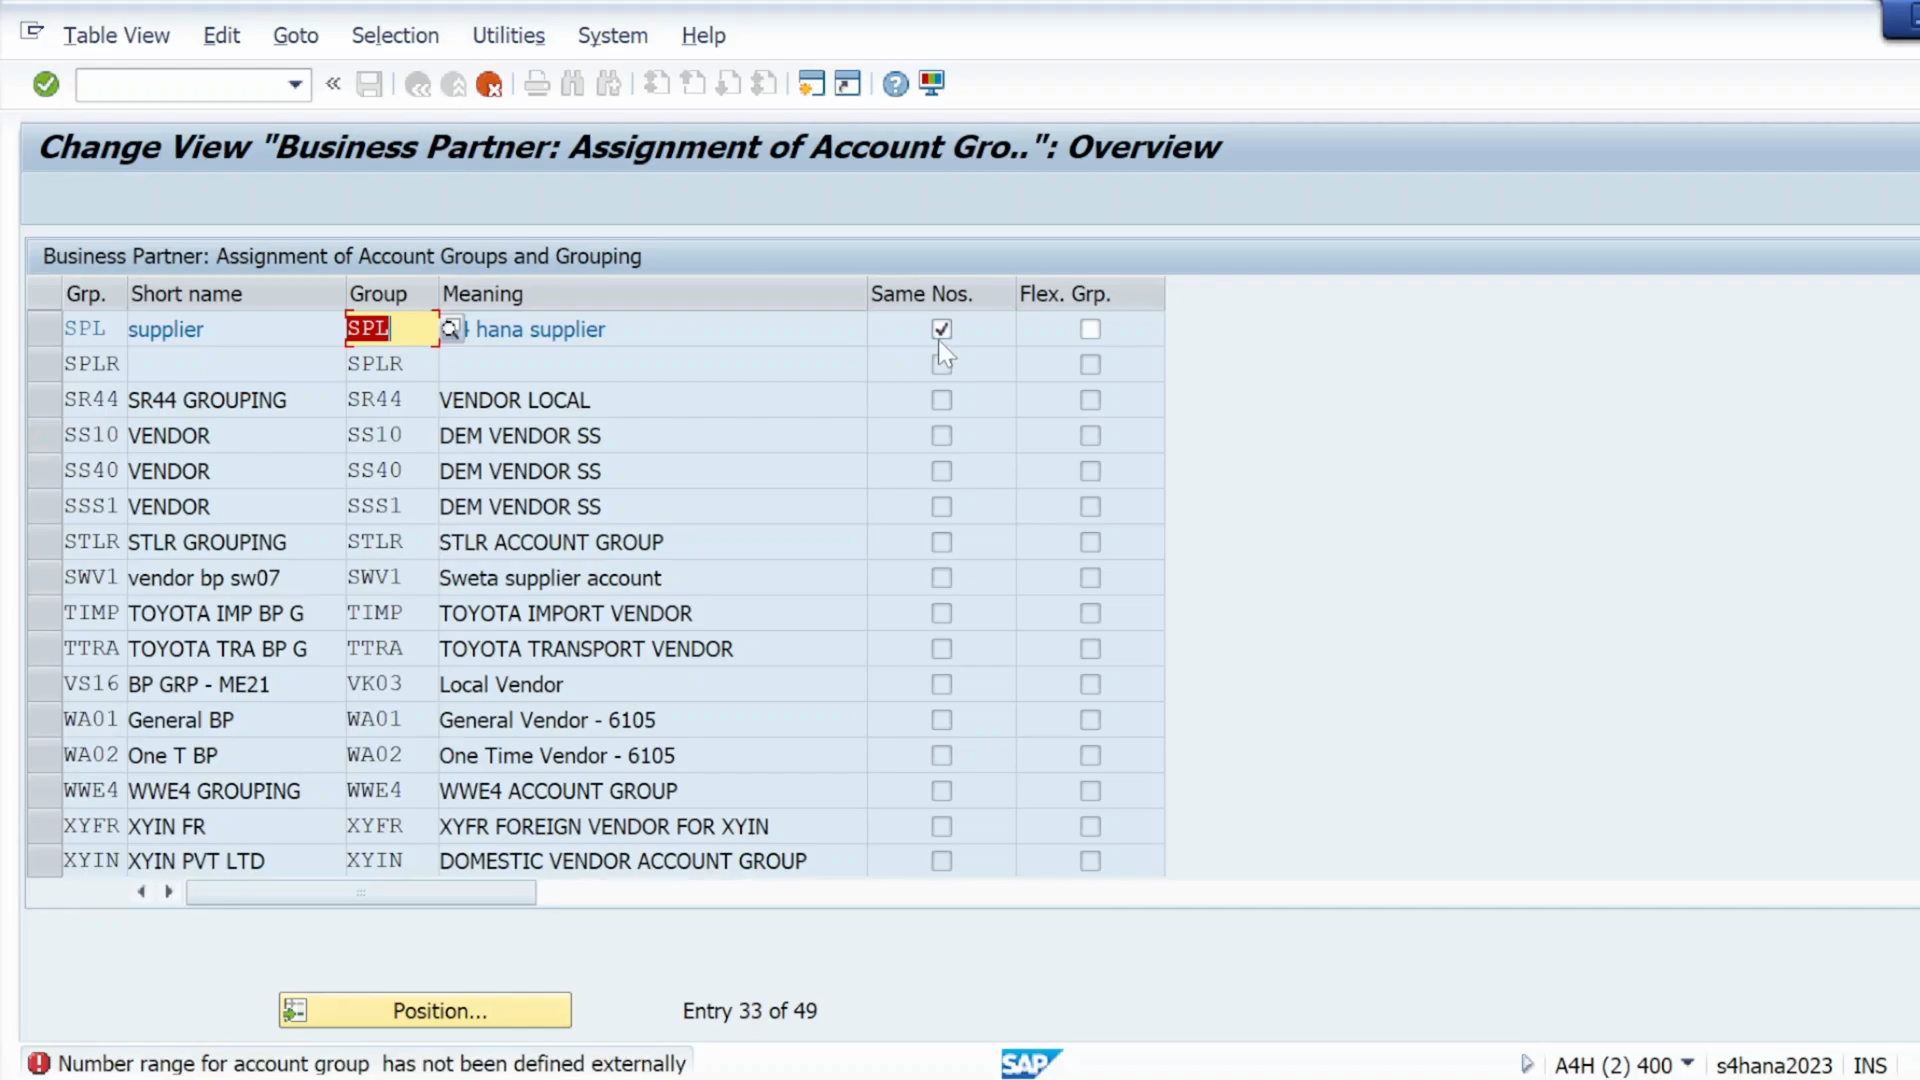 Table View Edit Goto Selection Utilities System Help
Change View "Business Partner: Assignment of Account Gro..": Overview
Business Partner: Assignment of Account Groups and Grouping
Grp. Short name Group Meaning Same Nos. Flex. Grp.
SPL supplier SPL hana supplier
SPLR SPLR
SR44 SR44 GROUPING SR44 VENDOR LOCAL
SS10 VENDOR SS10 DEM VENDOR SS
SS40 VENDOR SS40 DEM VENDOR SS
SSS1 VENDOR SSS1 DEM VENDOR SS
STLR STLR GROUPING STLR STLR ACCOUNT GROUP
SWV1 vendor bp sw07 SWV1 Sweta supplier account
TIMP TOYOTA IMP BP G TIMP TOYOTA IMPORT VENDOR
TTRA TOYOTA TRA BP G TTRA TOYOTA TRANSPORT VENDOR
VS16 BP GRP - ME21 VK03 Local Vendor
WA01 General BP WA01 General Vendor - 6105
WA02 One T BP WA02 One Time Vendor - 6105
WWE4 WWE4 GROUPING WWE4 WWE4 ACCOUNT GROUP
XYFR XYIN FR XYFR XYFR FOREIGN VENDOR FOR XYIN
XYIN XYIN PVT LTD XYIN DOMESTIC VENDOR ACCOUNT GROUP
Position... Entry 33 of 49
Number range for account group has not been defined externally SAP A4H (2) 400 s4hana2023 INS